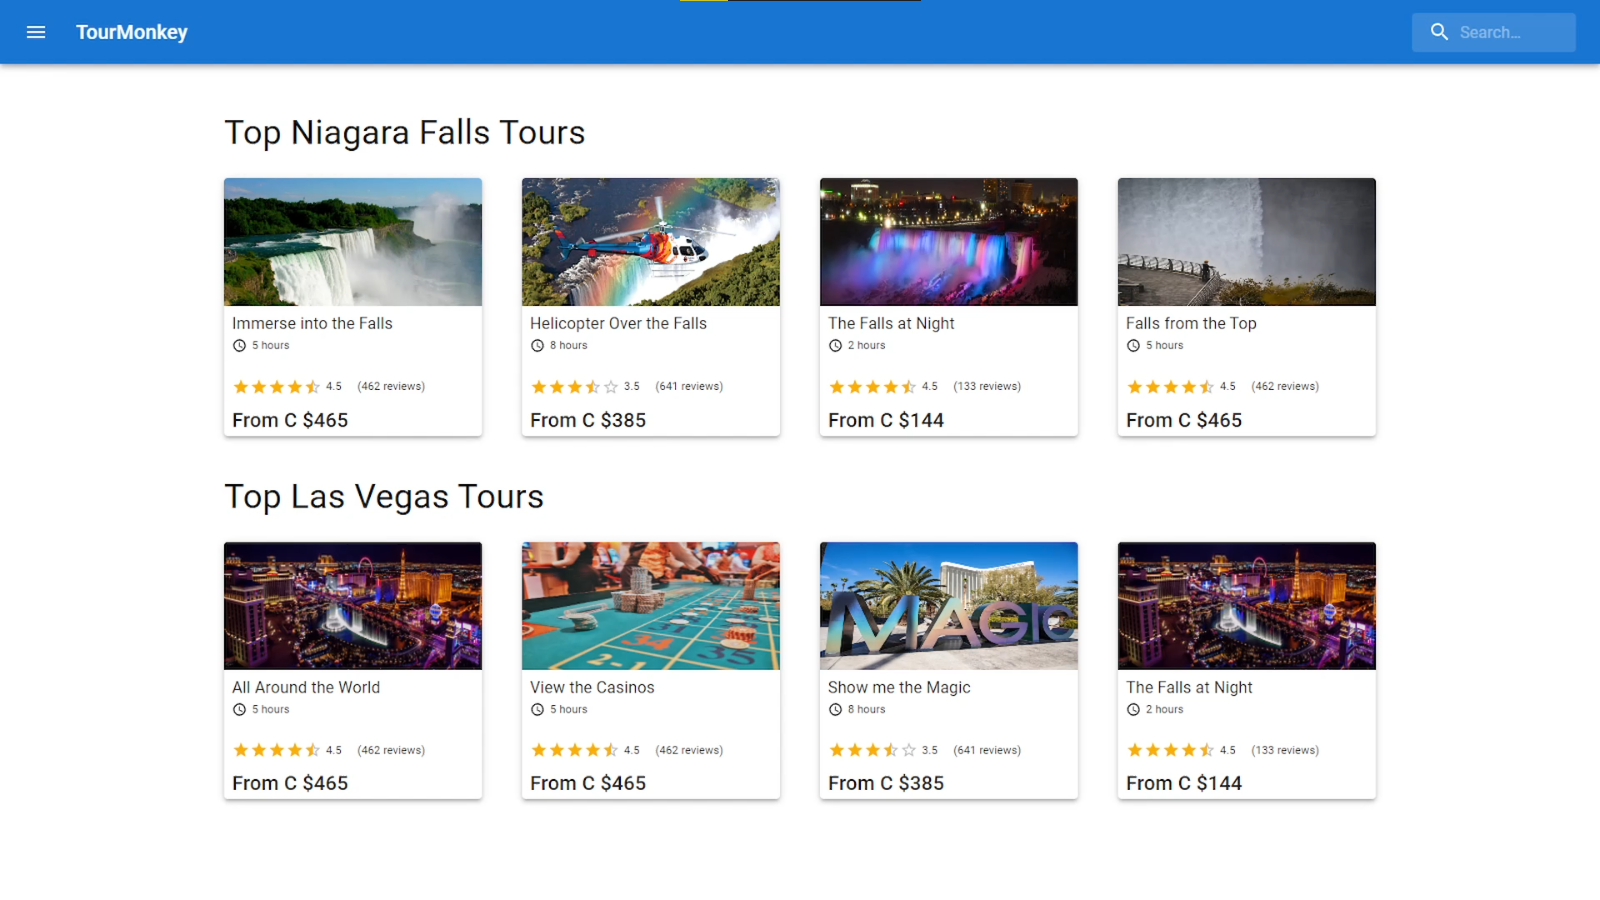 TourMonkey
Search…
Top Niagara Falls Tours
Immerse into the Falls
5 hours
4.5 (462 reviews)
From C $465
Helicopter Over the Falls
8 hours
3.5 (641 reviews)
From C $385
The Falls at Night
2 hours
4.5 (133 reviews)
From C $144
Falls from the Top
5 hours
4.5 (462 reviews)
From C $465
Top Las Vegas Tours
All Around the World
5 hours
4.5 (462 reviews)
From C $465
34
2-1
35
View the Casinos
5 hours
4.5 (462 reviews)
From C $465
MAGIC
Show me the Magic
8 hours
3.5 (641 reviews)
From C $385
The Falls at Night
2 hours
4.5 (133 reviews)
From C $144